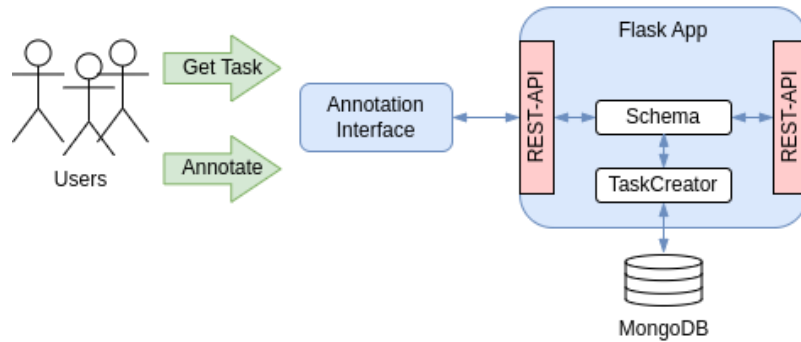 Flask App
Get Task
Annotation
Interface
REST-API
Schema
REST-API
Annotate
Users
TaskCreator
MongoDB